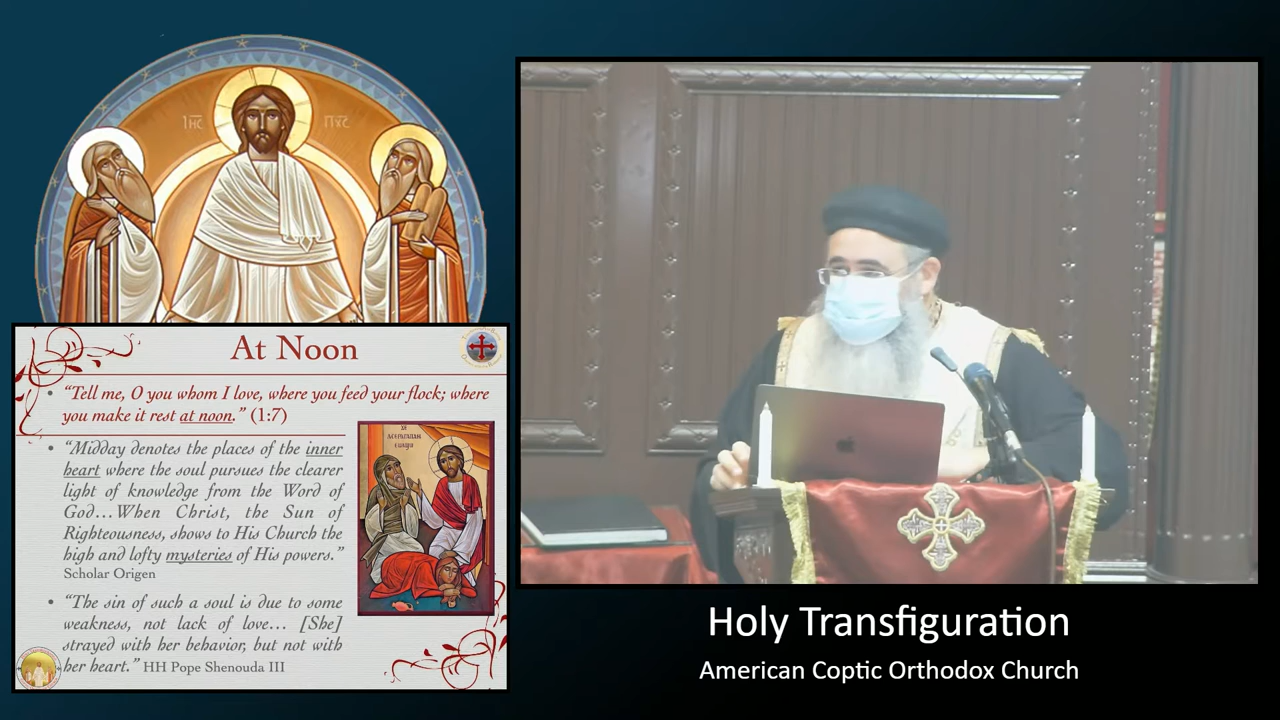 At Noon
• “Tell me, O you whom I love, where you feed your flock; where
you make it rest at noon.” (1:7)
• “Midday denotes the places of the inner
heart where the soul pursues the clearer
light of knowledge from the Word of
God…When Christ, the Sun of
Righteousness, shows to His Church the
high and lofty mysteries of His powers.”
Scholar Origen
• “The sin of such a soul is due to some
weakness, not lack of love… [She]
strayed with her behavior, but not with
her heart.” HH Pope Shenouda III
Holy Transfiguration
American Coptic Orthodox Church